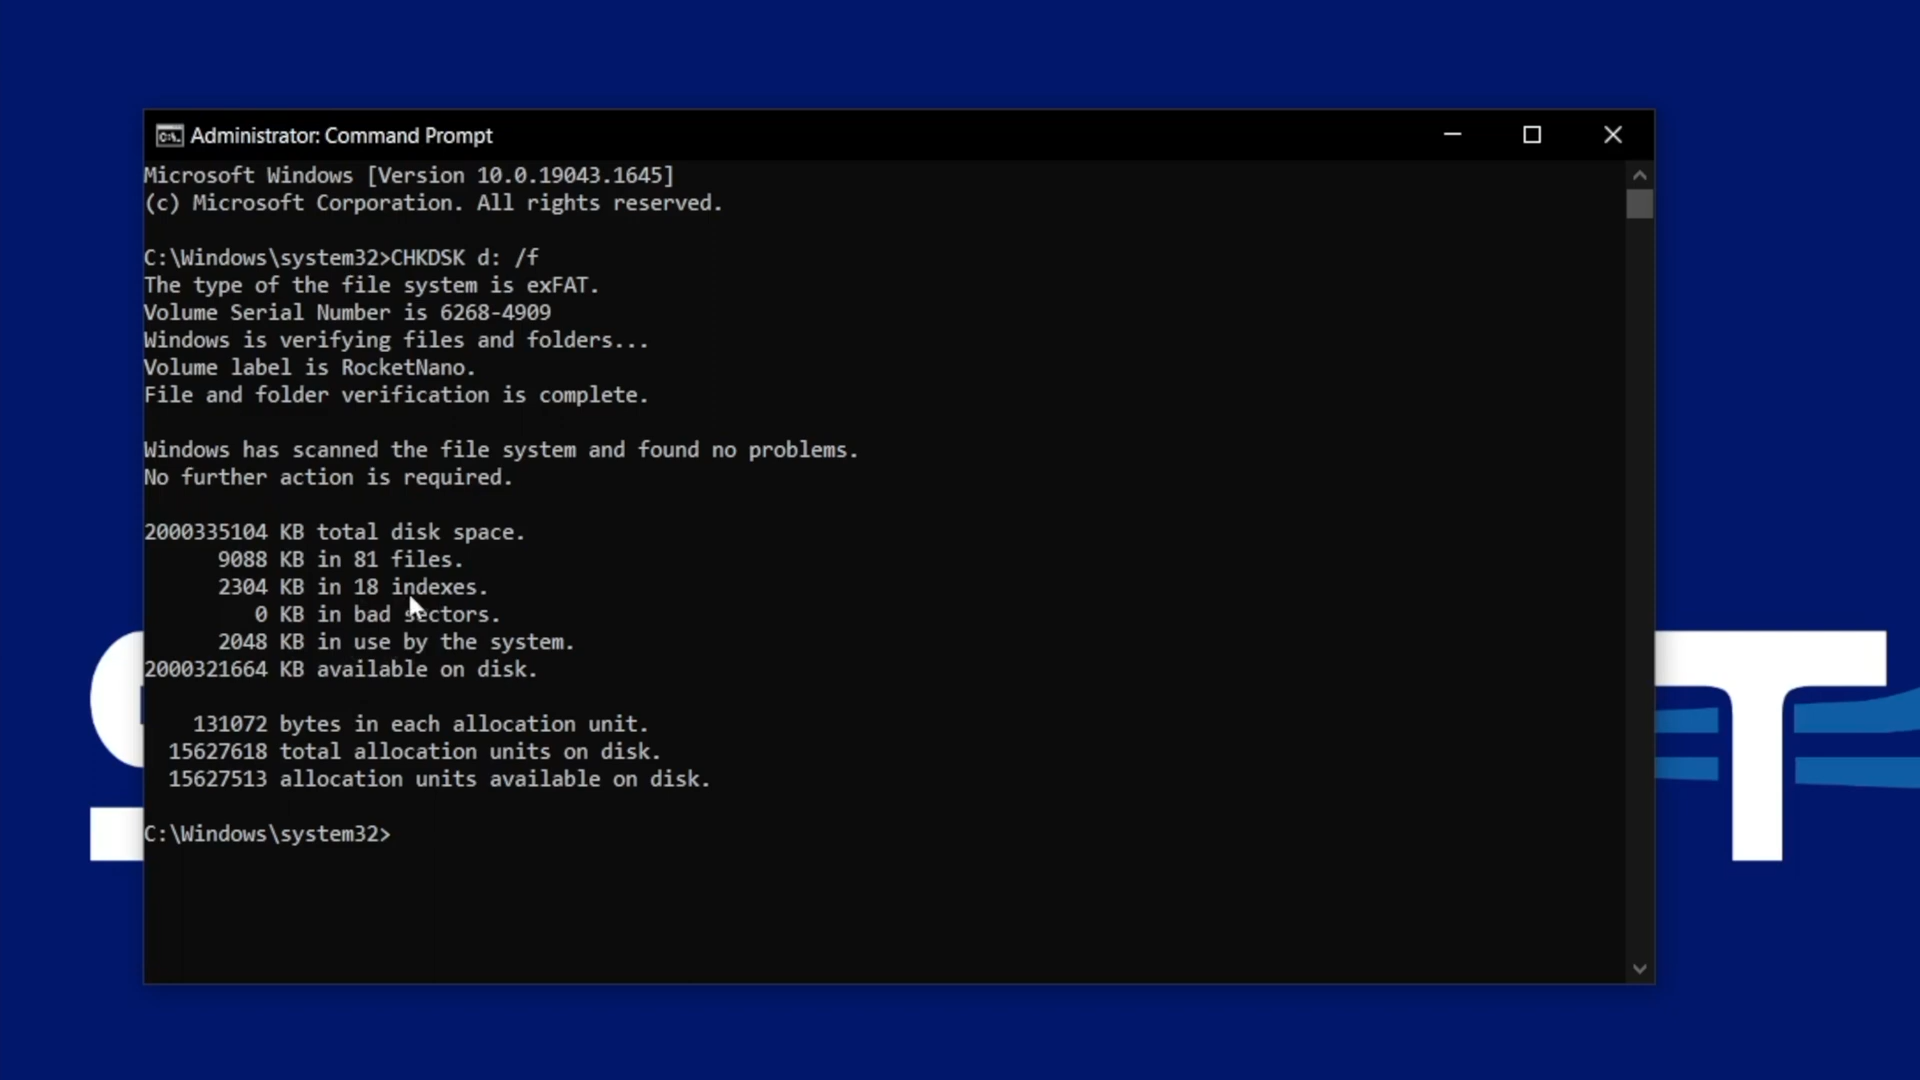 Administrator: Command Prompt
Microsoft Windows [Version 10.0.19043.1645]
(c) Microsoft Corporation. All rights reserved.
C:\Windows\system32>CHKDSK d: /f
The type of the file system is exFAT.
Volume Serial Number is 6268-4909
Windows is verifying files and folders...
Volume label is RocketNano.
File and folder verification is complete.
Windows has scanned the file system and found no problems.
No further action is required.
2000335104 KB total disk space.
9088 KB in 81 files.
2304 KB in 18 indexes.
0 KB in bad sectors.
2048 KB in use by the system.
2000321664 KB available on disk.
131072 bytes in each allocation unit.
15627618 total allocation units on disk.
15627513 allocation units available on disk.
C:\Windows\system32>